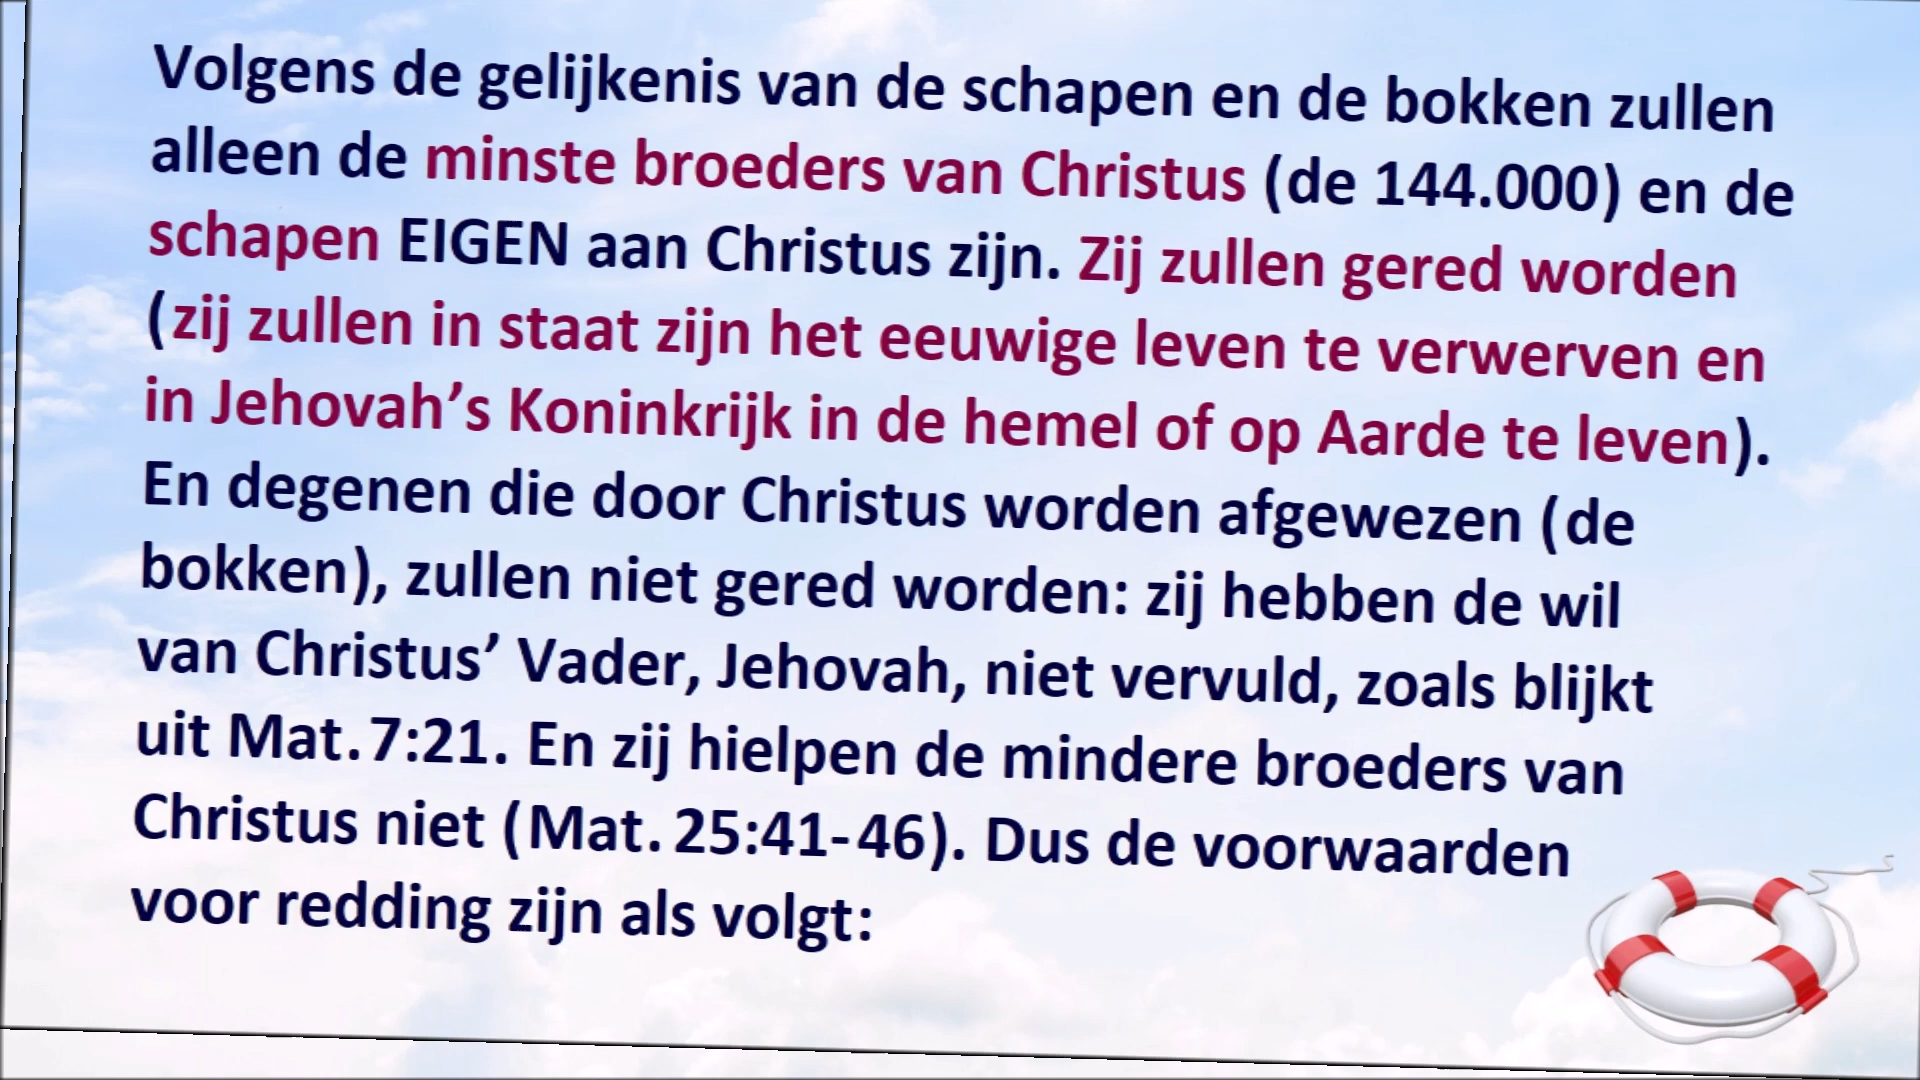 Volgens de gelijkenis van de schapen en de bokken zullen
alleen de minste broeders van Christus (de 144.000) en de
schapen EIGEN aan Christus zijn. Zij zullen gered worden
(zij zullen in staat zijn het eeuwige leven te verwerven en
in Jehovah’s Koninkrijk in de hemel of op Aarde te leven).
En degenen die door Christus worden afgewezen (de
bokken), zullen niet gered worden: zij hebben de wil
van Christus’ Vader, Jehovah, niet vervuld, zoals blijkt
uit Mat. 7:21. En zij hielpen de mindere broeders van
Christus niet (Mat. 25:41-46). Dus de voorwaarden
voor redding zijn als volgt: